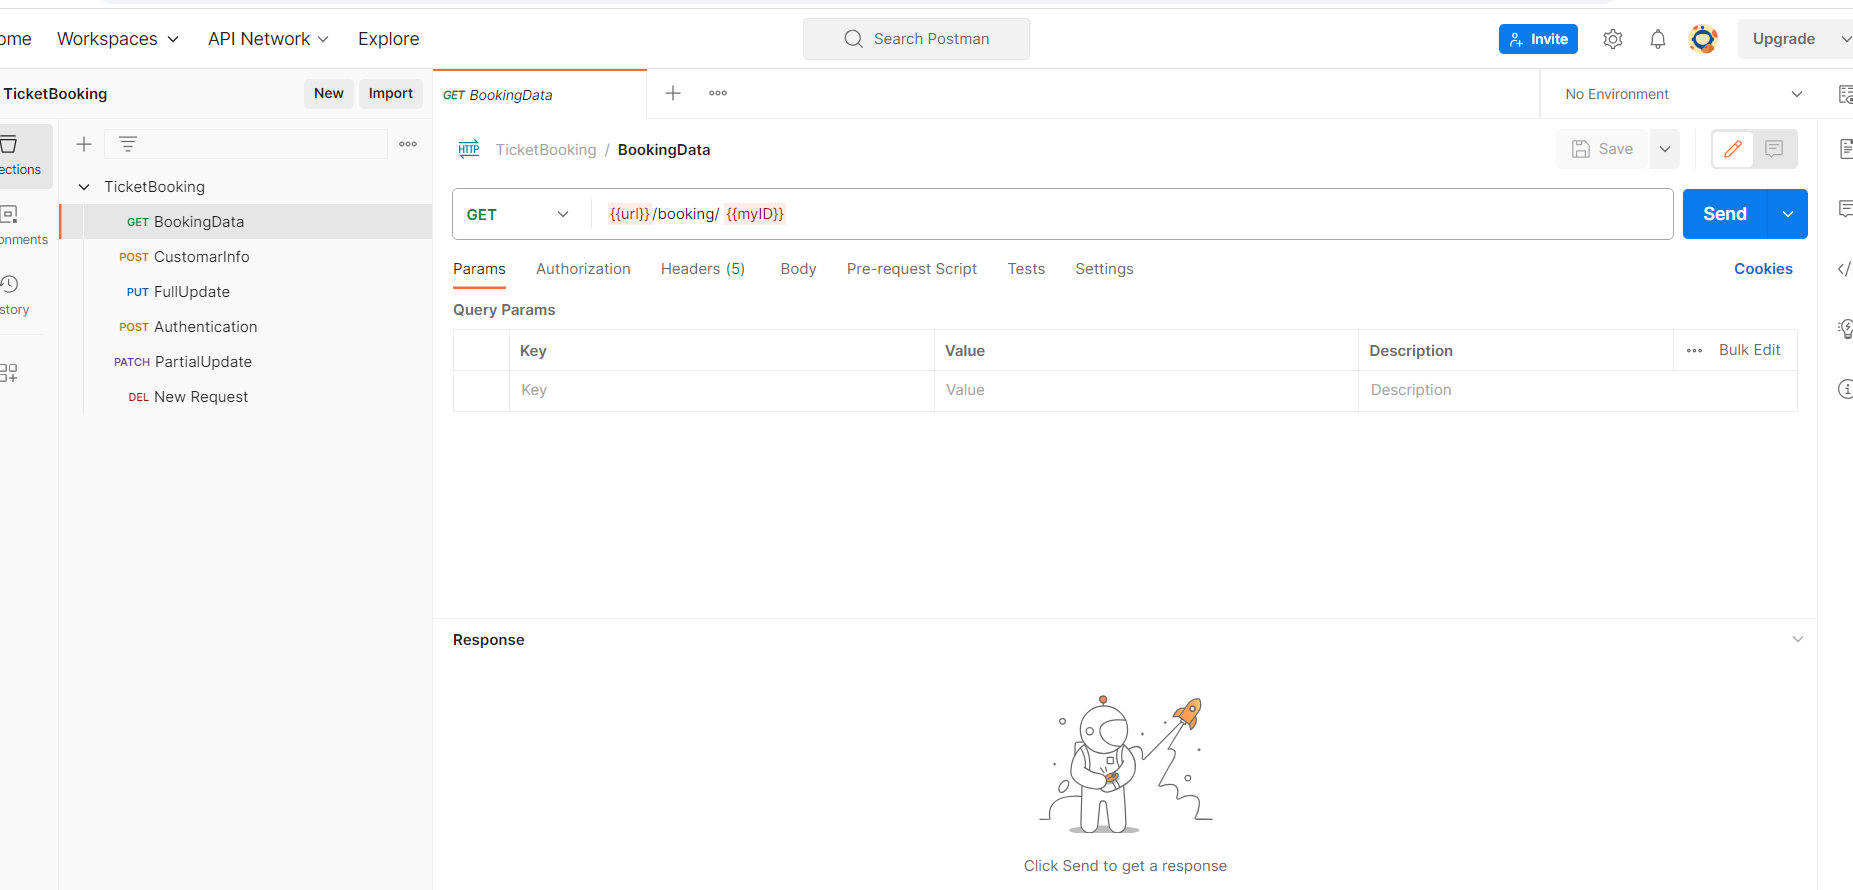 ome Workspaces API Network Explore Search Postman Invite Upgrade
TicketBooking New Import
GET BookingData
No Environment
ections
onments
story
TicketBooking
GET BookingData
POST CustomarInfo
PUT FullUpdate
POST Authentication
PATCH PartialUpdate
DEL New Request
HTTP TicketBooking / BookingData Save
GET {{url}}/booking/ {{myID}} Send
Params Authorization Headers (5) Body Pre-request Script Tests Settings Cookies
Query Params
Key Value Description Bulk Edit
Key Value Description
Response
Click Send to get a response